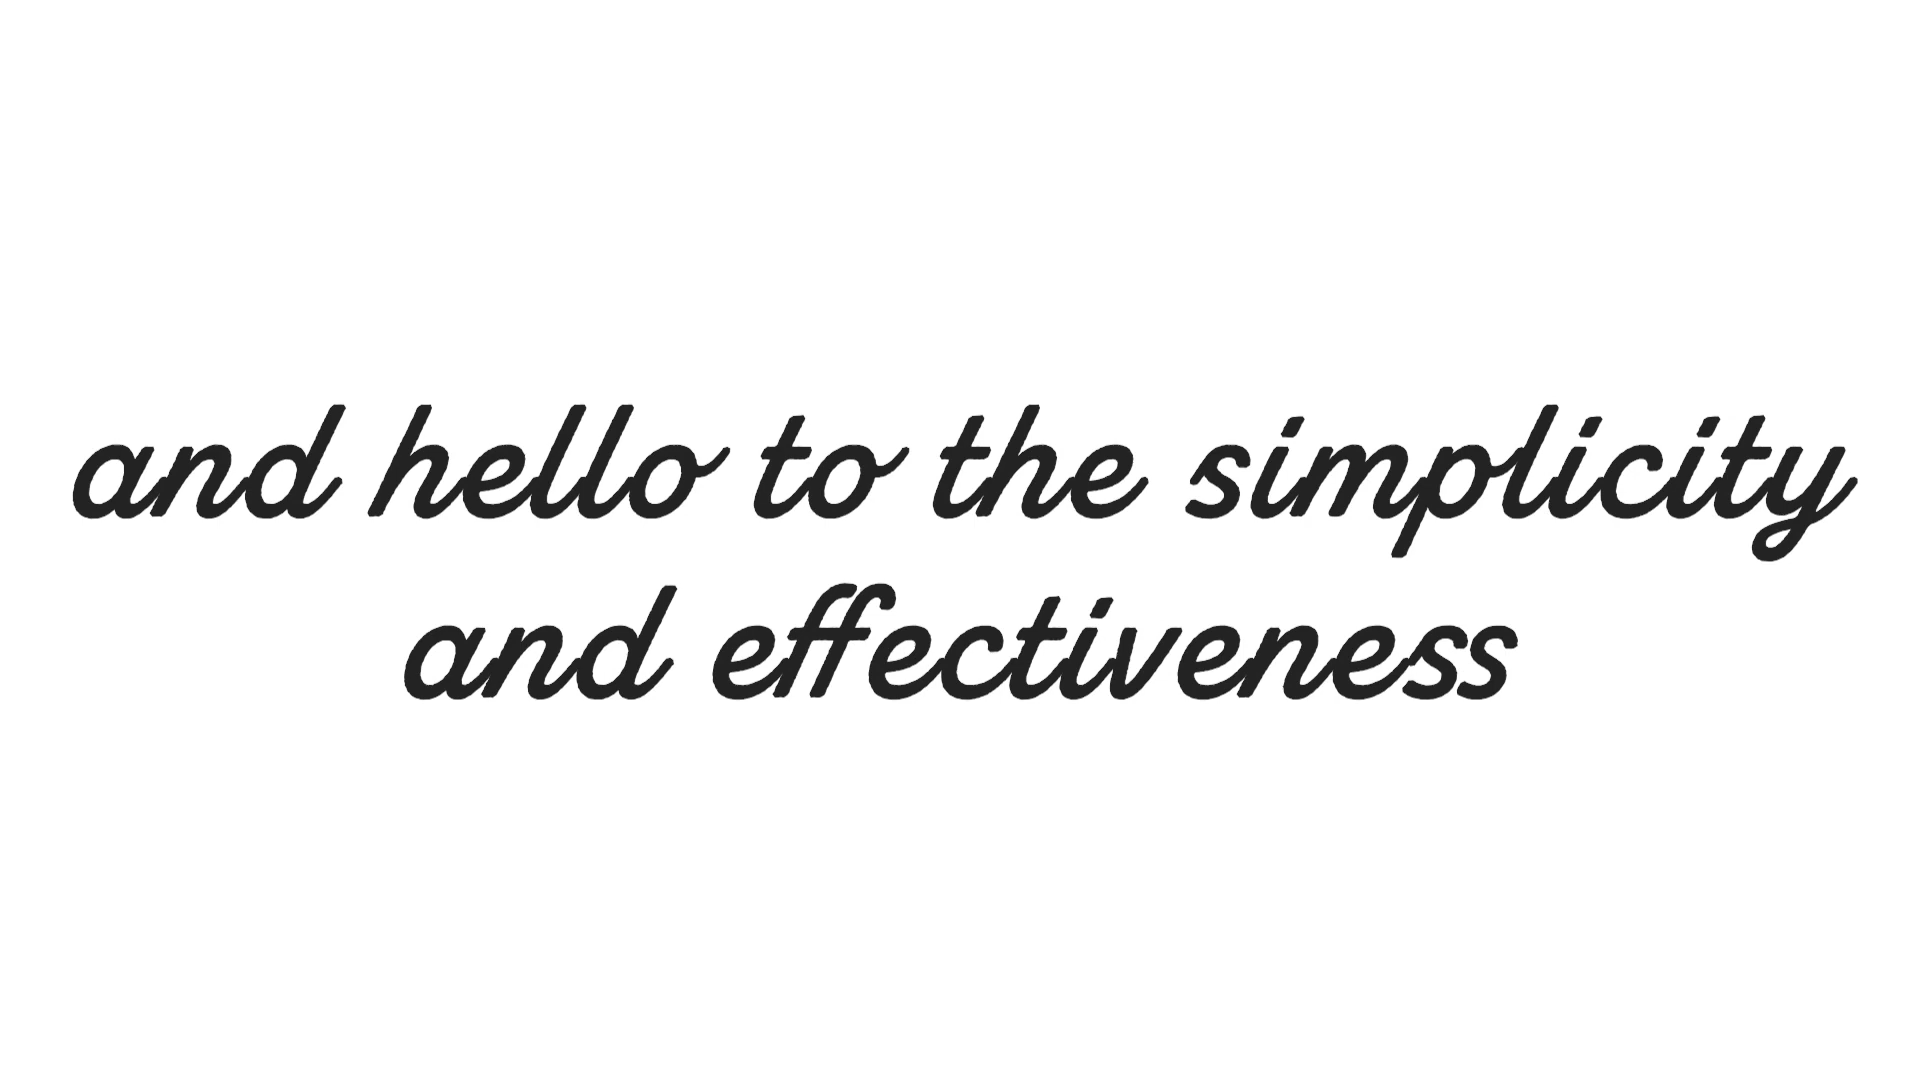 and hello to the simplicity
and effectiveness